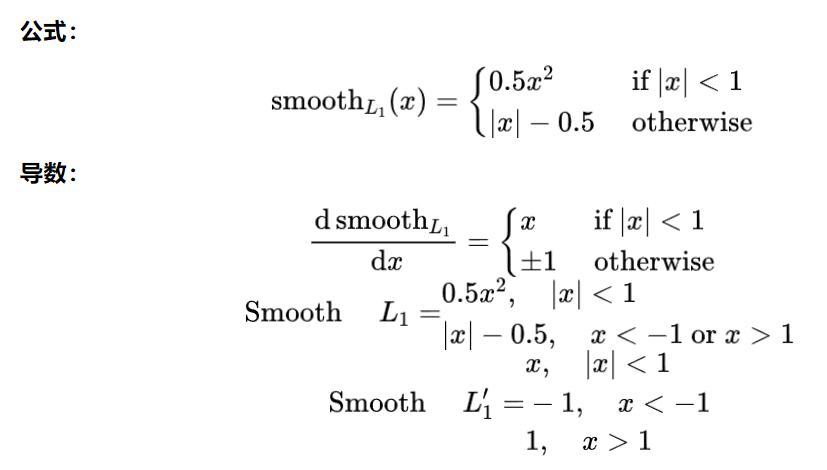 公式：
smooth_{L_1}(x) = { 0.5x^2 if |x| < 1
|x| − 0.5 otherwise
导数：
d smooth_{L_1} / dx = { x if |x| < 1
±1 otherwise
0.5x^2, |x| < 1
Smooth L_1 =
|x| − 0.5, x < −1 or x > 1
x, |x| < 1
Smooth L_1′ = − 1, x < −1
1, x > 1